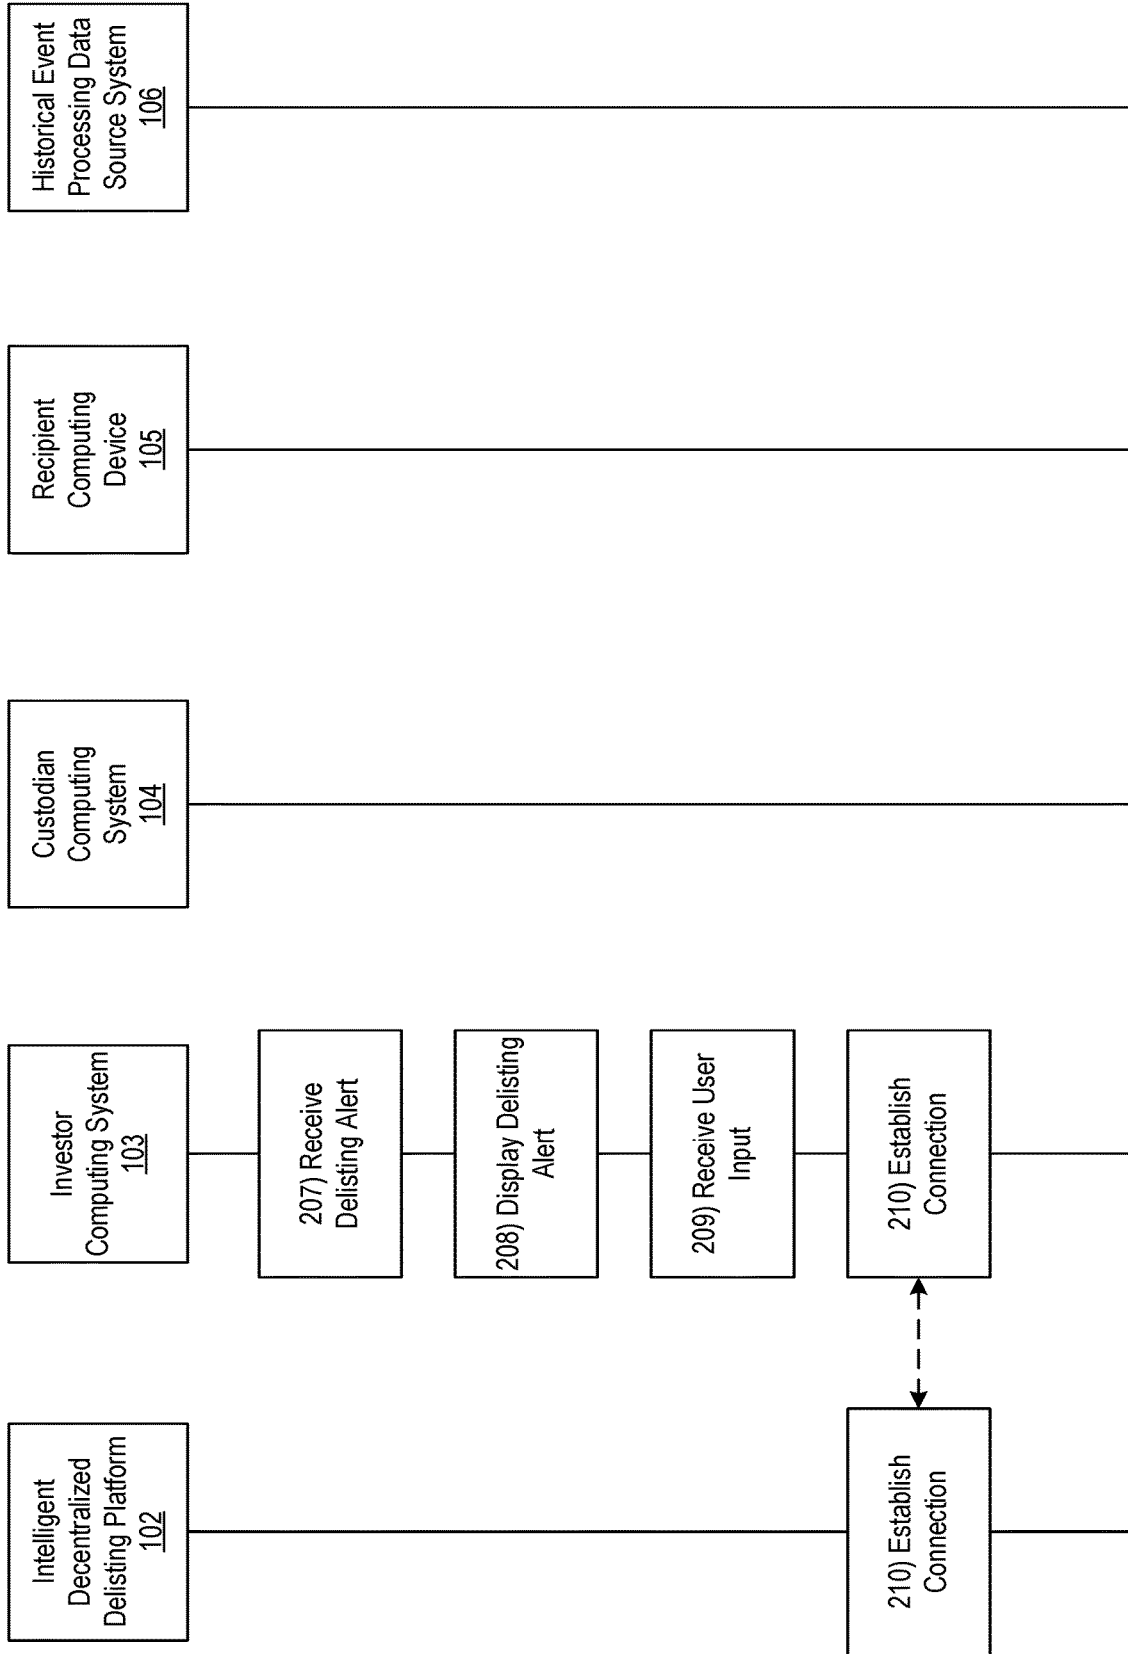 Intelligent
Decentralized
Delisting Platform
102
Investor
Computing System
103
Custodian
Computing
System
104
Recipient
Computing
Device
105
Historical Event
Processing Data
Source System
106
207) Receive
Delisting Alert
208) Display Delisting
Alert
209) Receive User
Input
210) Establish
Connection
210) Establish
Connection